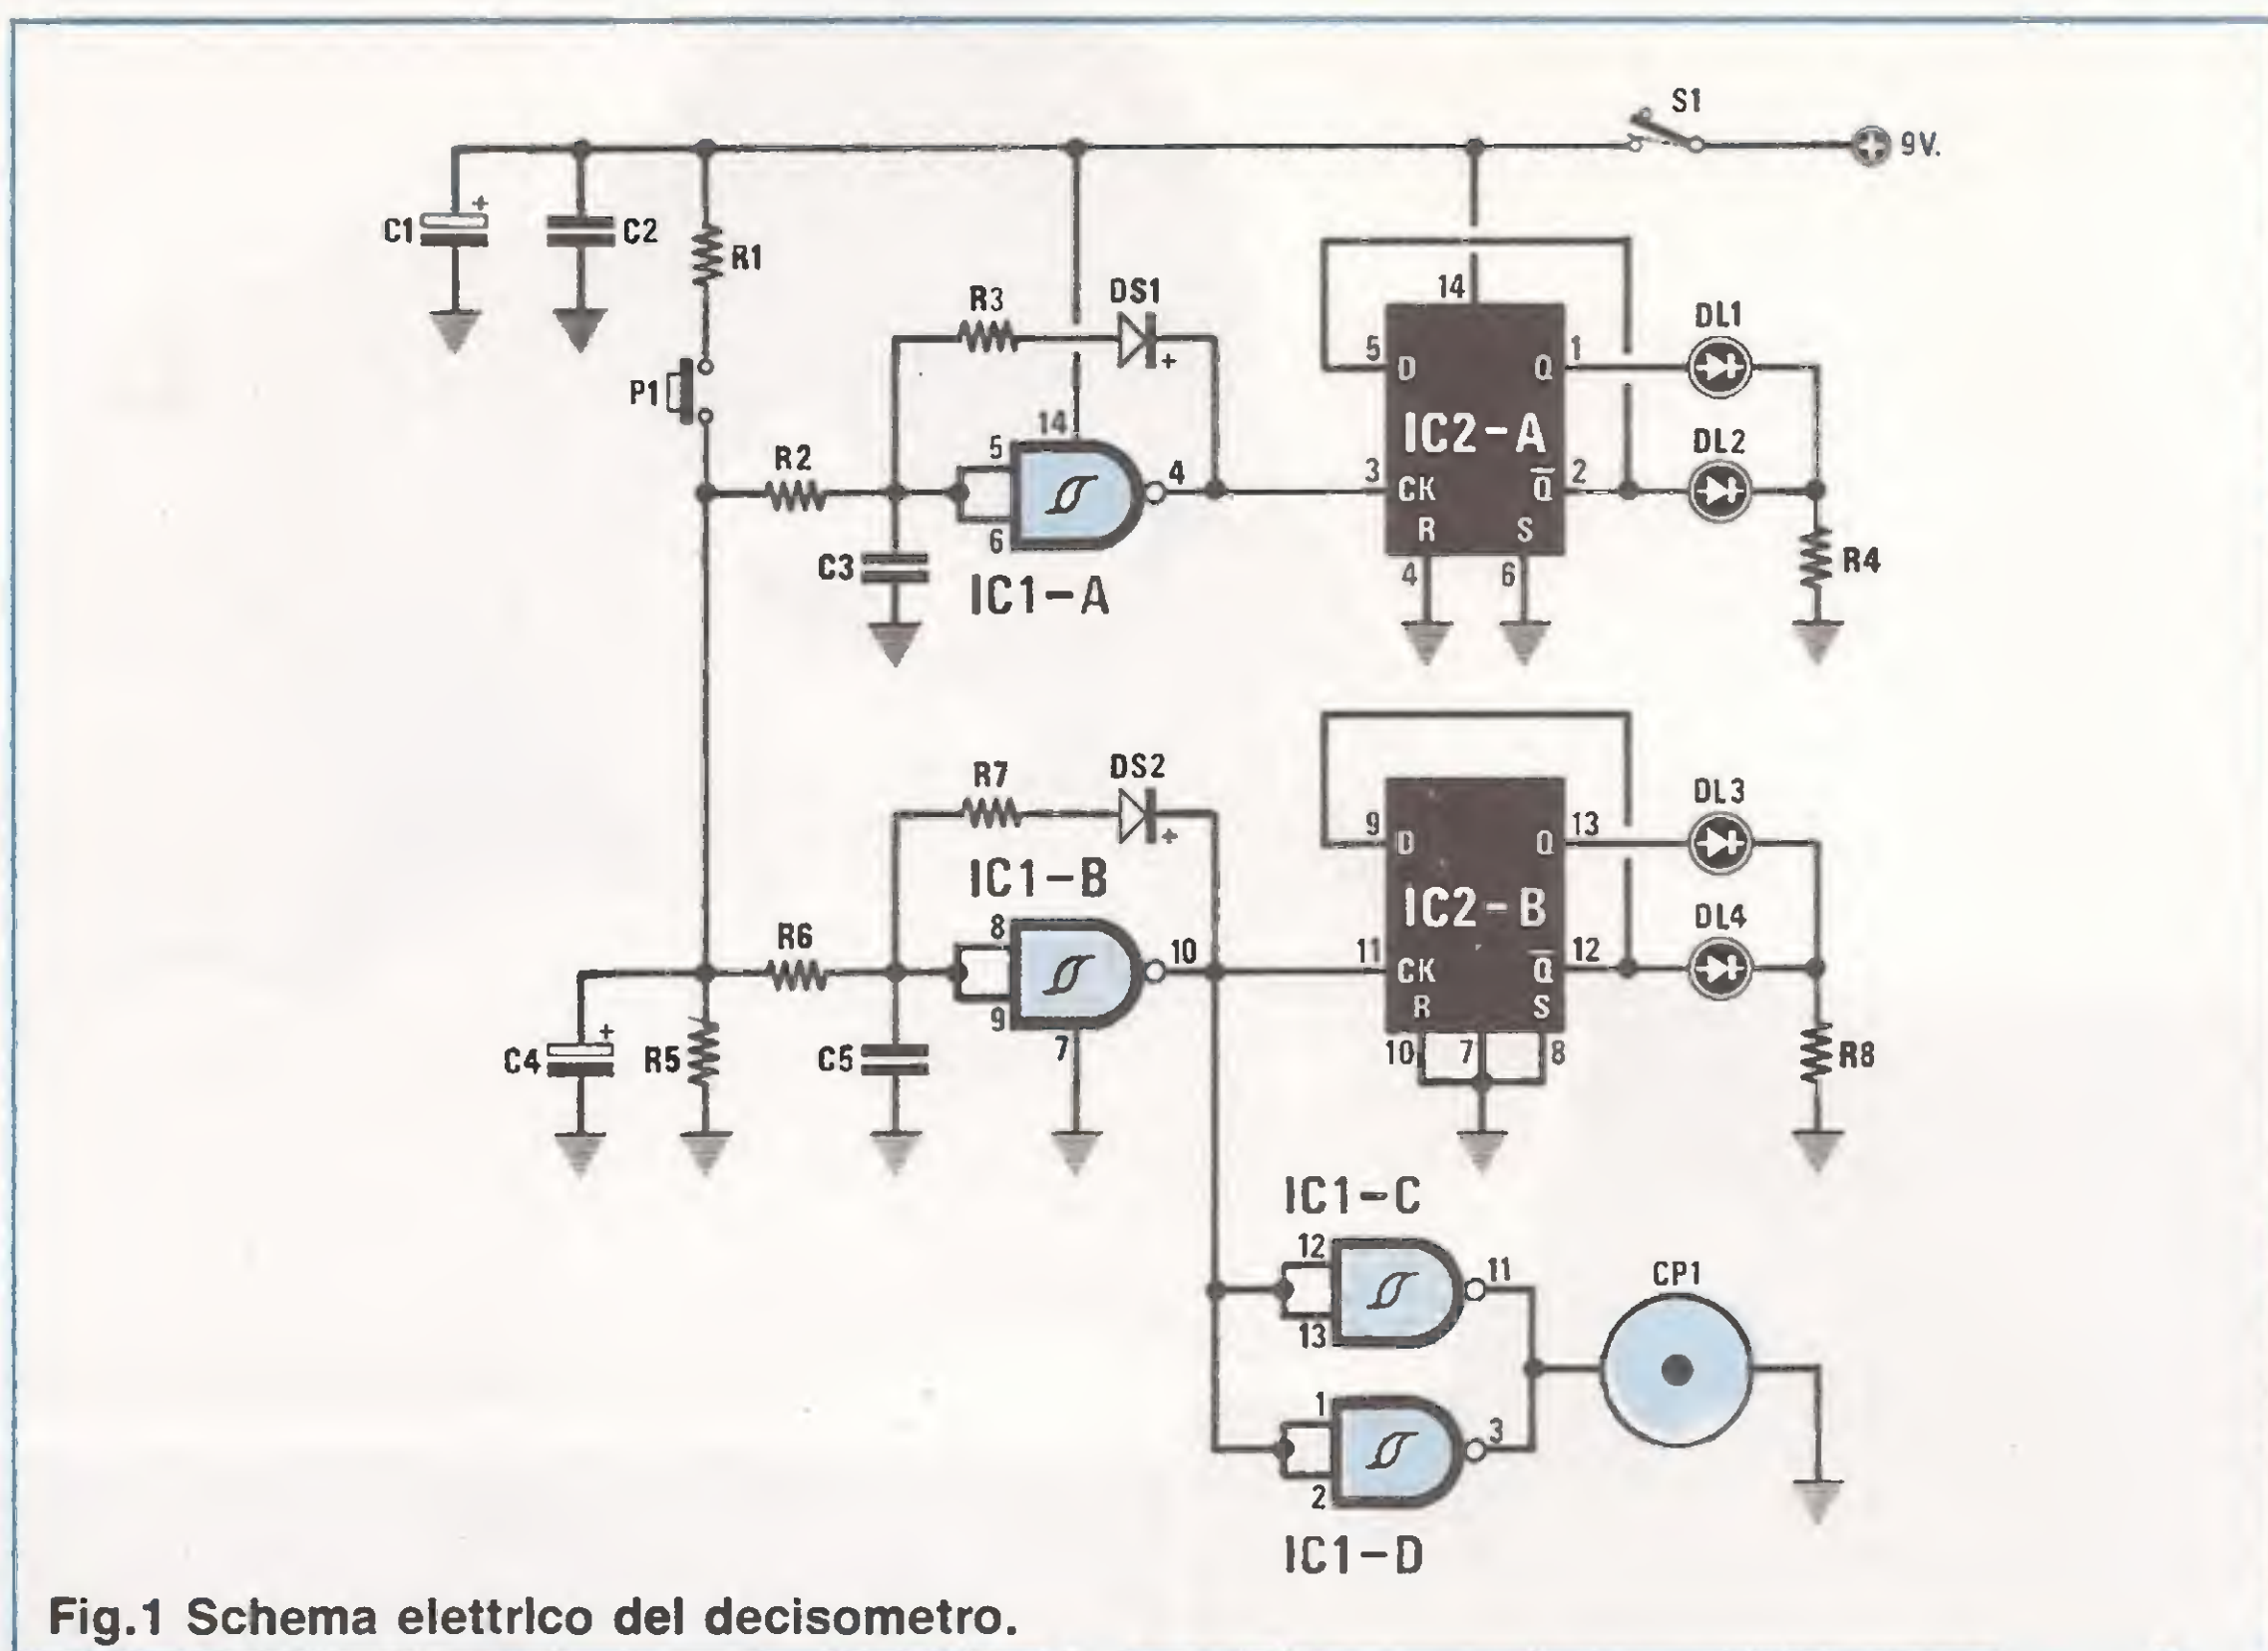 S1
9V.
C1
+
C2
R1
R3
DS1
+
P1
R2
C3
14
5
6
4
IC1-A
14
5
D
Q
1
DL1
IC2-A
3
CK
Q
2
DL2
R
S
4
6
R4
R7
DS2
+
IC1-B
R6
8
9
10
7
C4
+
R5
C5
9
D
Q
13
DL3
IC2-B
11
CK
Q
12
DL4
R
S
10
7
8
R8
IC1-C
12
13
11
CP1
1
2
3
IC1-D
Fig.1 Schema elettrico del decisometro.